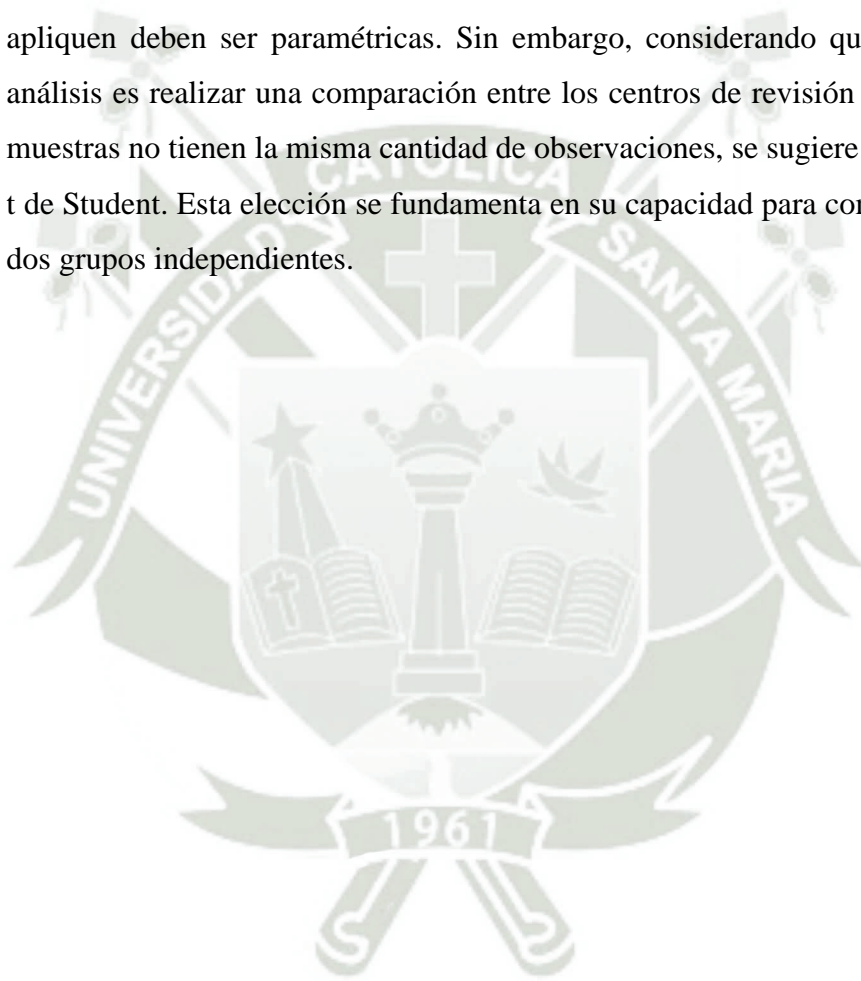 apliquen deben ser paramétricas. Sin embargo, considerando qu
análisis es realizar una comparación entre los centros de revisión
muestras no tienen la misma cantidad de observaciones, se sugiere
t de Student. Esta elección se fundamenta en su capacidad para cor
dos grupos independientes.
UNIVERSIDAD CATÓLICA SANTA MARIA
1961